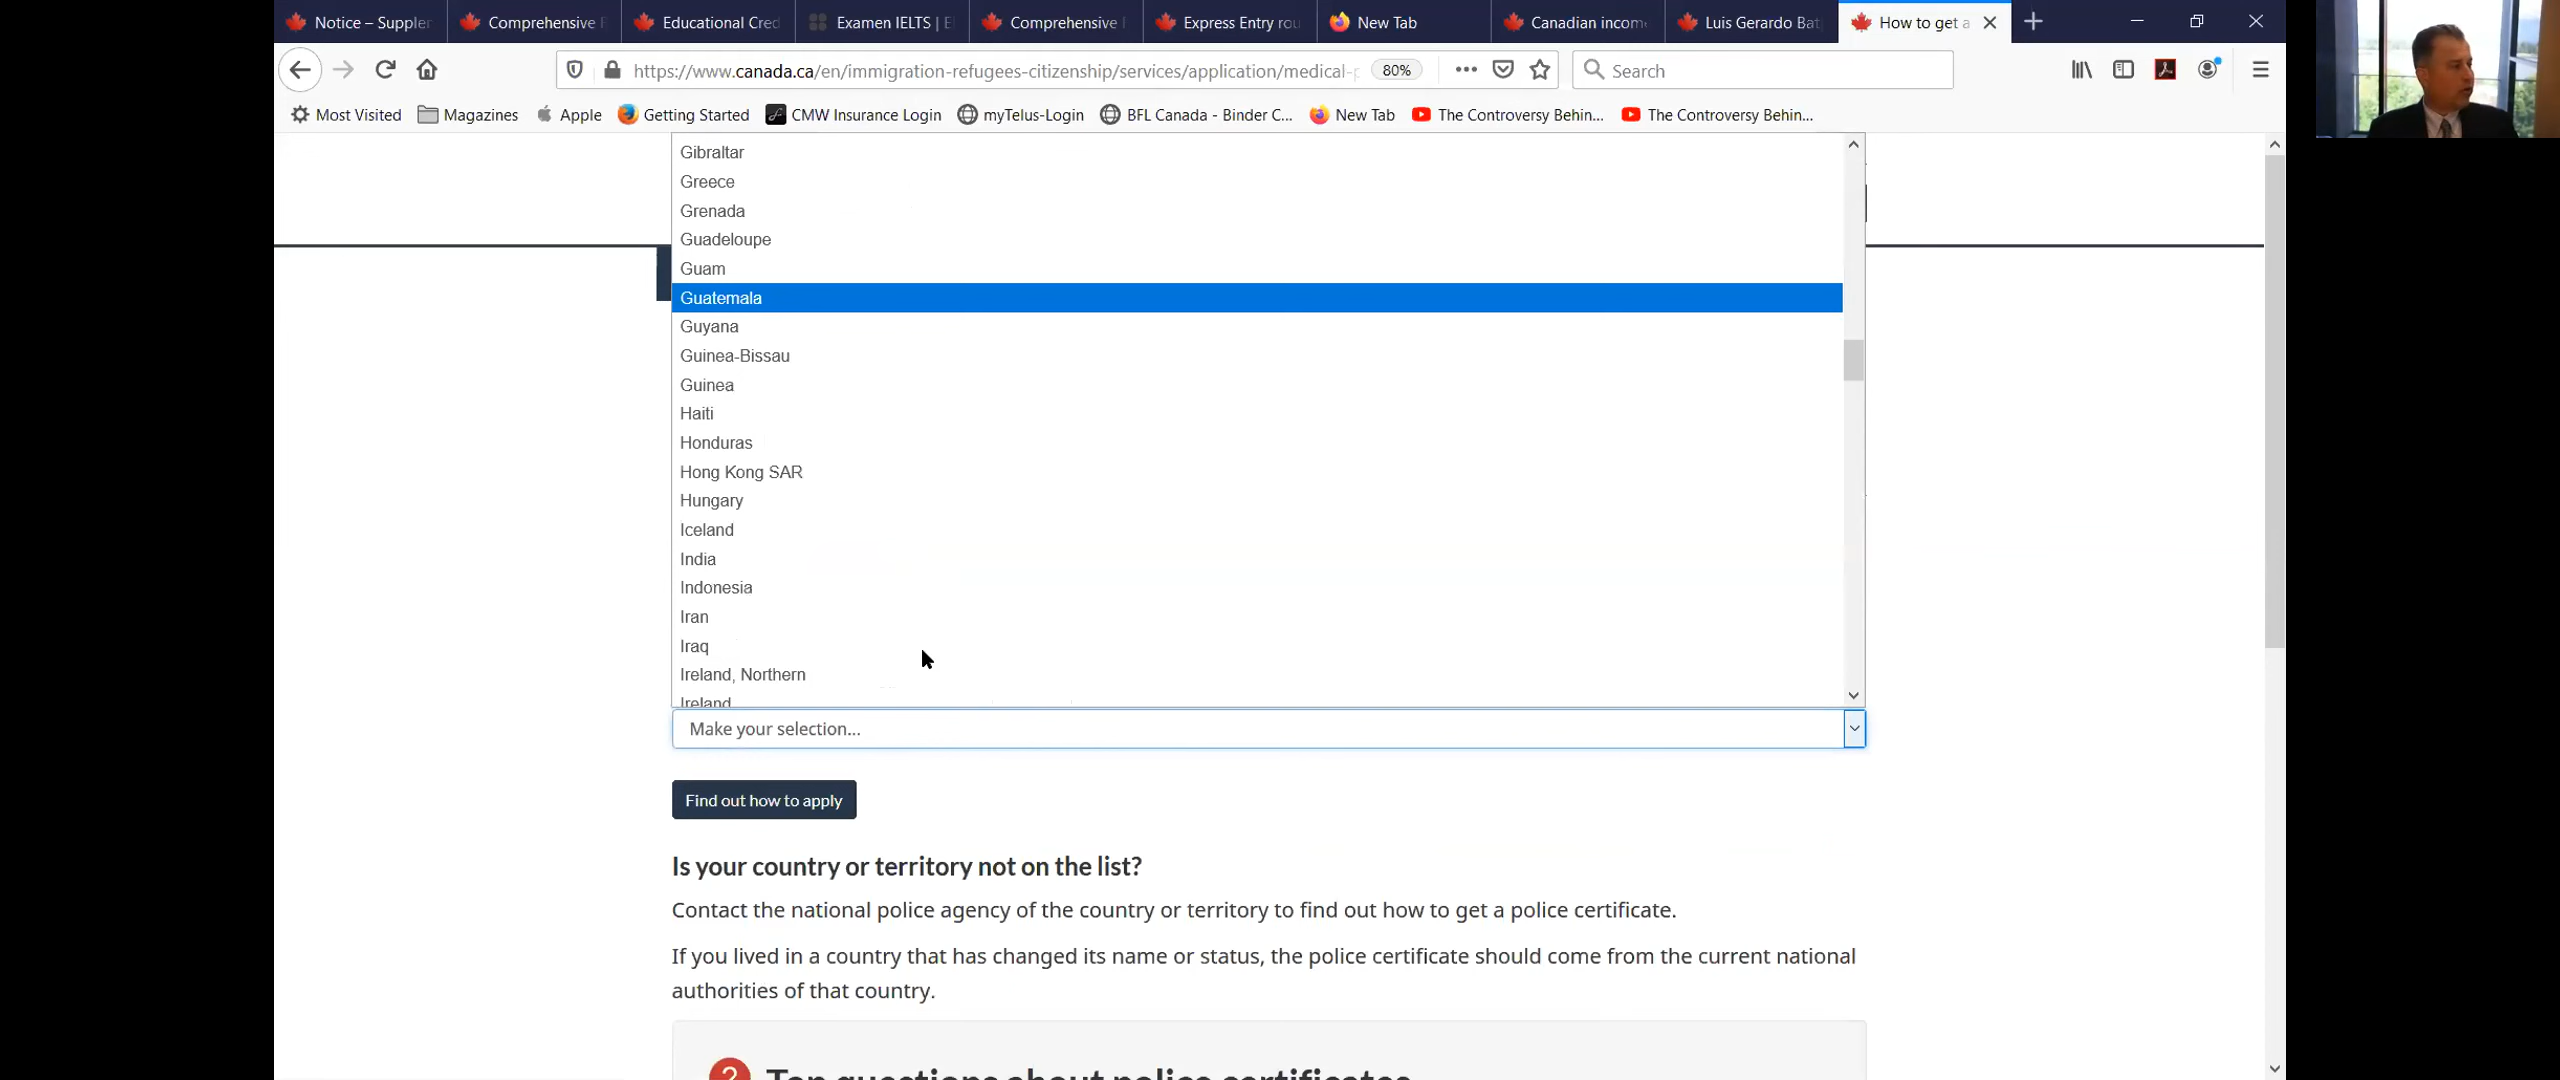 Notice – Supplem
Comprehensive
Educational Cred
Examen IELTS | E
Comprehensive
Express Entry rou
New Tab
Canadian incom
Luis Gerardo Bat
How to get a
https://www.canada.ca/en/immigration-refugees-citizenship/services/application/medical-
80%
Search
Most Visited
Magazines
Apple
Getting Started
CMW Insurance Login
myTelus-Login
BFL Canada - Binder C...
New Tab
The Controversy Behin...
The Controversy Behin...
Gibraltar
Greece
Grenada
Guadeloupe
Guam
Guatemala
Guyana
Guinea-Bissau
Guinea
Haiti
Honduras
Hong Kong SAR
Hungary
Iceland
India
Indonesia
Iran
Iraq
Ireland, Northern
Ireland
Make your selection...
Find out how to apply
Is your country or territory not on the list?
Contact the national police agency of the country or territory to find out how to get a police certificate.
If you lived in a country that has changed its name or status, the police certificate should come from the current national
authorities of that country.
Top questions about police certificates